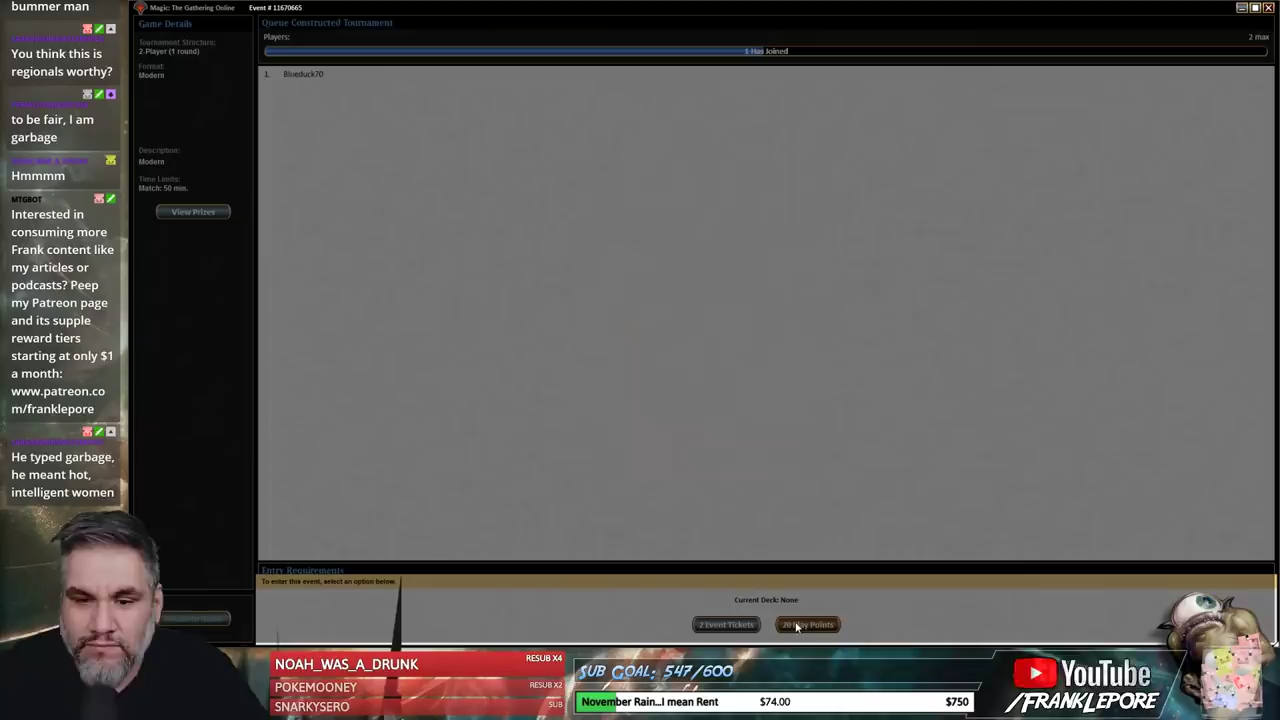 bummer man
You think this is
regionals worthy?
to be fair, I am
garbage
Hmmmm
MTGBOT
Interested in
consuming more
Frank content like
my articles or
podcasts? Peep
my Patreon page
and its supple
reward tiers
starting at only $1
a month:
www.patreon.co
m/franklepore
He typed garbage,
he meant hot,
intelligent women
Magic: The Gathering Online
Event # 11670665
Game Details
Tournament Structure:
2-Player (1 round)
Format:
Modern
Description:
Modern
Time Limits:
Match: 50 min.
View Prizes
Queue Constructed Tournament
Players:
2 max
1 Has Joined
1. Blueduck70
Entry Requirements
To enter this event, select an option below.
Current Deck: None
2 Event Tickets
20 Play Points
NOAH_WAS_A_DRUNK RESUB X4
POKEMOONEY RESUB X2
SNARKYSERO SUB
SUB GOAL: 547/600
November Rain...I mean Rent $74.00 $750
YouTube
/FRANKLEPORE